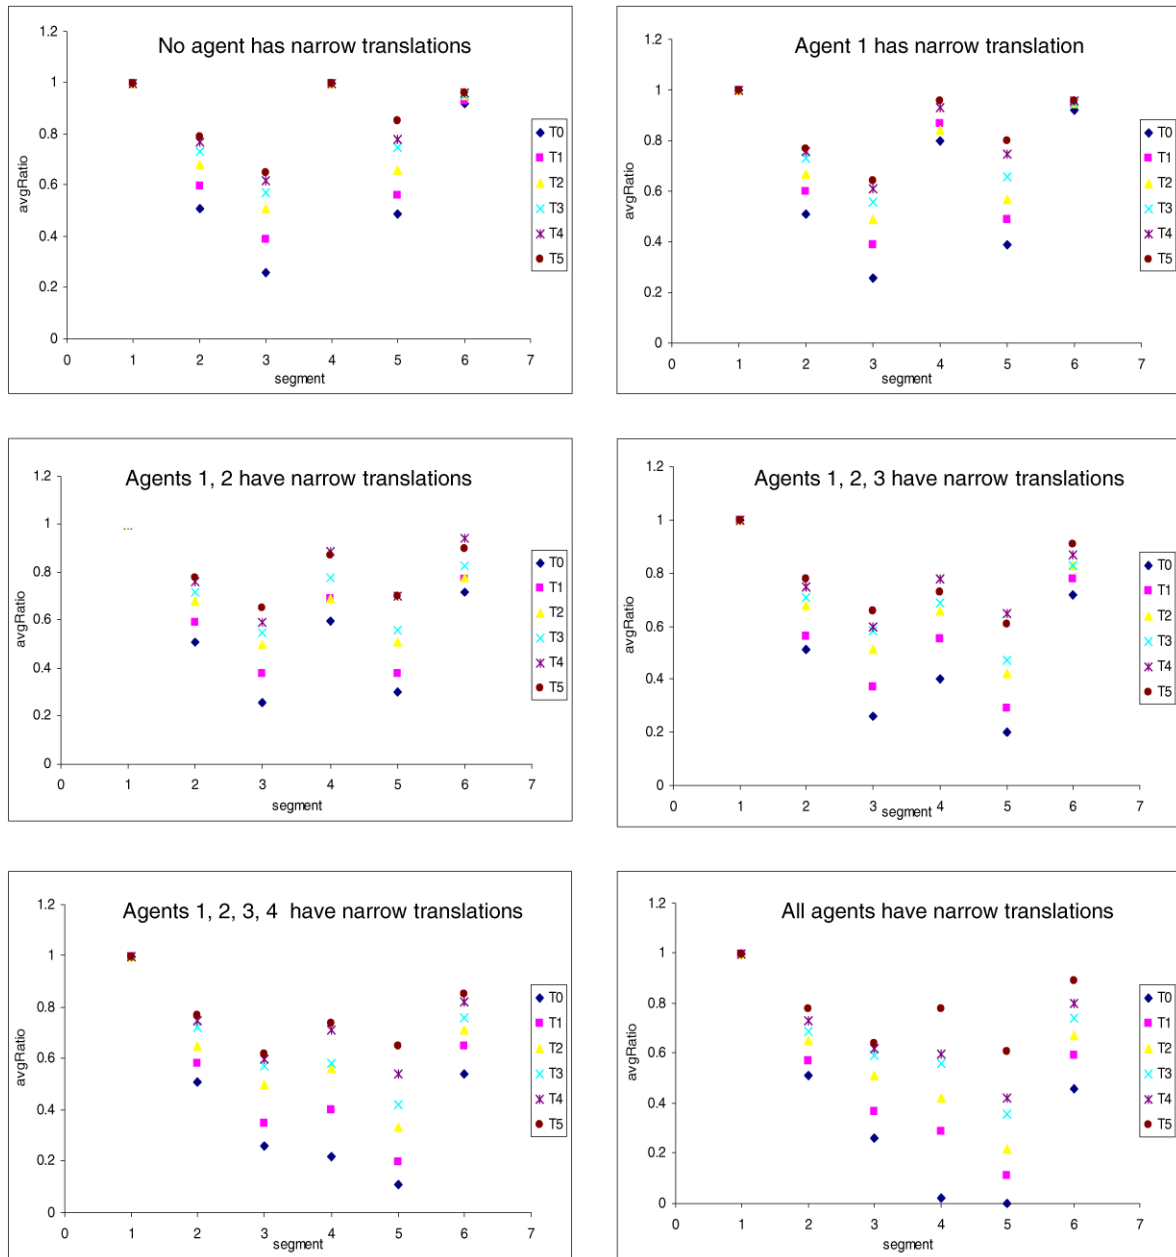 No agent has narrow translations
1.2
1
0.8
0.6
0.4
0.2
0
avgRatio
0 1 2 3 4 5 6 7
segment
T0
T1
T2
T3
T4
T5
Agent 1 has narrow translation
1.2
1
0.8
0.6
0.4
0.2
0
avgRatio
0 1 2 3 4 5 6 7
segment
T0
T1
T2
T3
T4
T5
Agents 1, 2 have narrow translations
1.2
1
0.8
0.6
0.4
0.2
0
avgRatio
0 1 2 3 4 5 6 7
segment
T0
T1
T2
T3
T4
T5
Agents 1, 2, 3 have narrow translations
1.2
1
0.8
0.6
0.4
0.2
0
avgRatio
0 1 2 3 4 5 6 7
segment
T0
T1
T2
T3
T4
T5
Agents 1, 2, 3, 4 have narrow translations
1.2
1
0.8
0.6
0.4
0.2
0
avgRatio
0 1 2 3 4 5 6 7
segment
T0
T1
T2
T3
T4
T5
All agents have narrow translations
1.2
1
0.8
0.6
0.4
0.2
0
avgRatio
0 1 2 3 4 5 6 7
segment
T0
T1
T2
T3
T4
T5